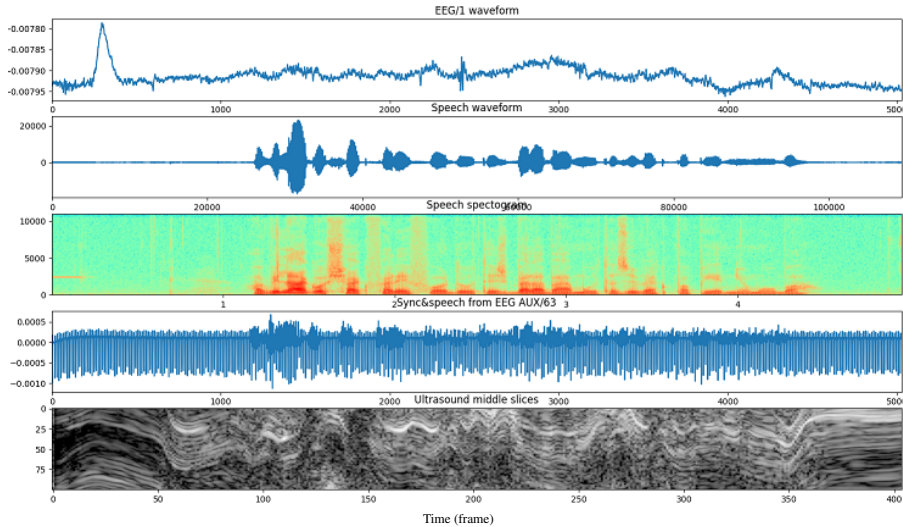 EEG/1 waveform
-0.00780
-0.00785
-0.00790
-0.00795
0 1000 2000 3000 4000 500
Speech waveform
20000
0
0 20000 40000 60000 80000 100000
Speech spectogram
10000
5000
0
1 2 3 4
Sync&speech from EEG AUX/63
0.0005
0.0000
-0.0005
-0.0010
0 1000 2000 3000 4000 500
Ultrasound middle slices
0
25
50
75
0 50 100 150 200 250 300 350 400
Time (frame)